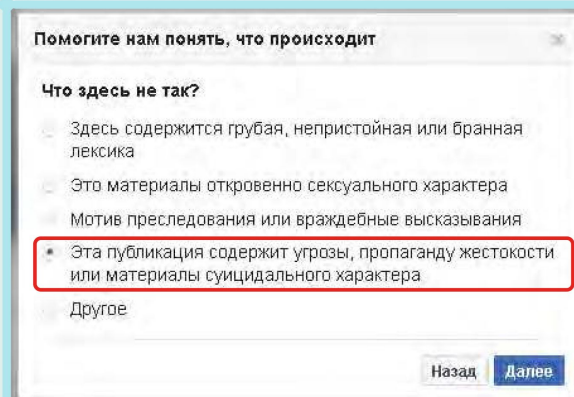 Помогите нам понять, что происходит
Что здесь не так?
Здесь содержится грубая, непристойная или бранная
лексика
Это материалы откровенно сексуального характера
Мотив преследования или враждебные высказывания
Эта публикация содержит угрозы, пропаганду жестокости
или материалы суицидального характера
Другое
Назад Далее